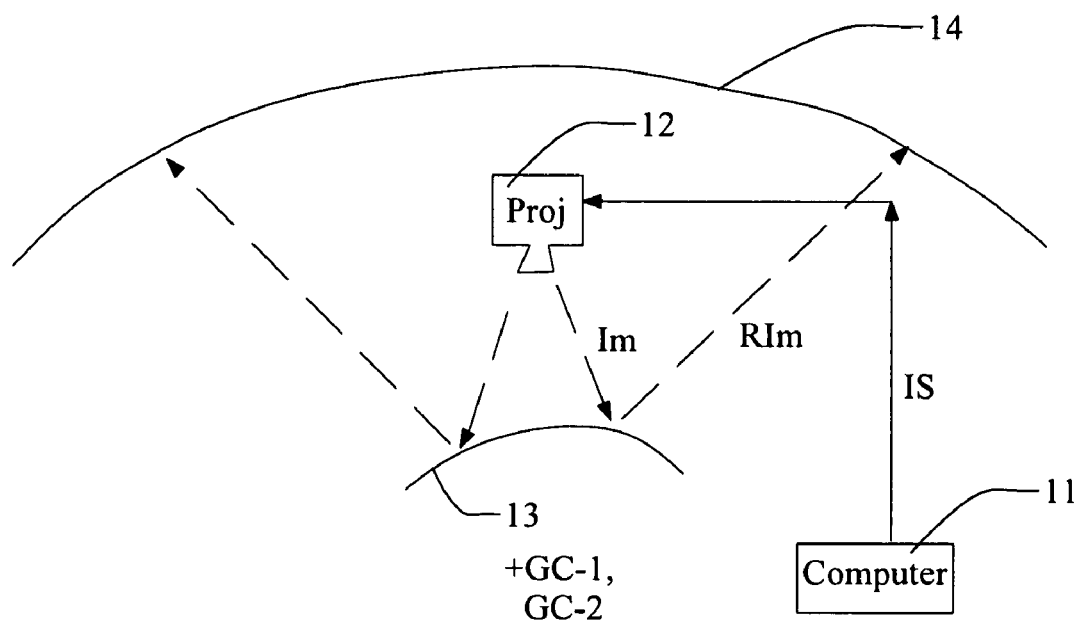 14
12
Proj
Im
RIm
IS
13
11
Computer
+GC-1,
GC-2